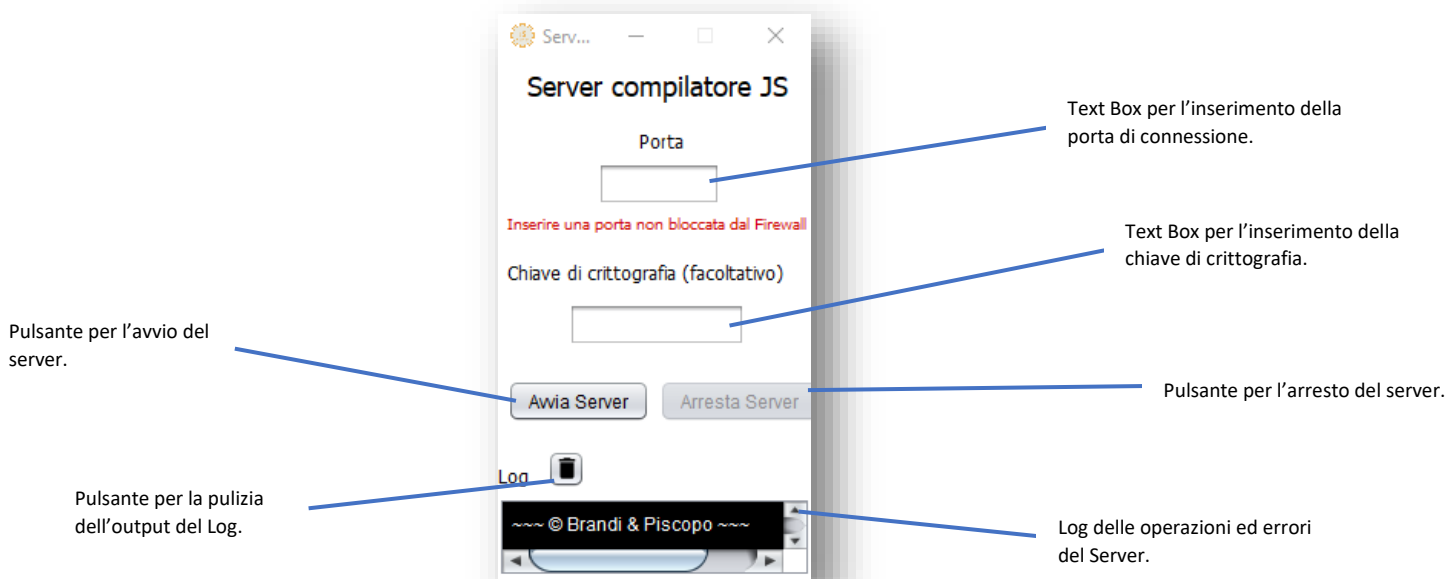 Serv...
Server compilatore JS
Porta
Text Box per l’inserimento della
porta di connessione.
Inserire una porta non bloccata dal Firewall
Text Box per l’inserimento della
chiave di crittografia.
Chiave di crittografia (facoltativo)
Pulsante per l’avvio del
server.
Avvia Server
Arresta Server
Pulsante per l’arresto del server.
Log
Pulsante per la pulizia
dell’output del Log.
~~~ © Brandi & Piscopo ~~~
Log delle operazioni ed errori
del Server.